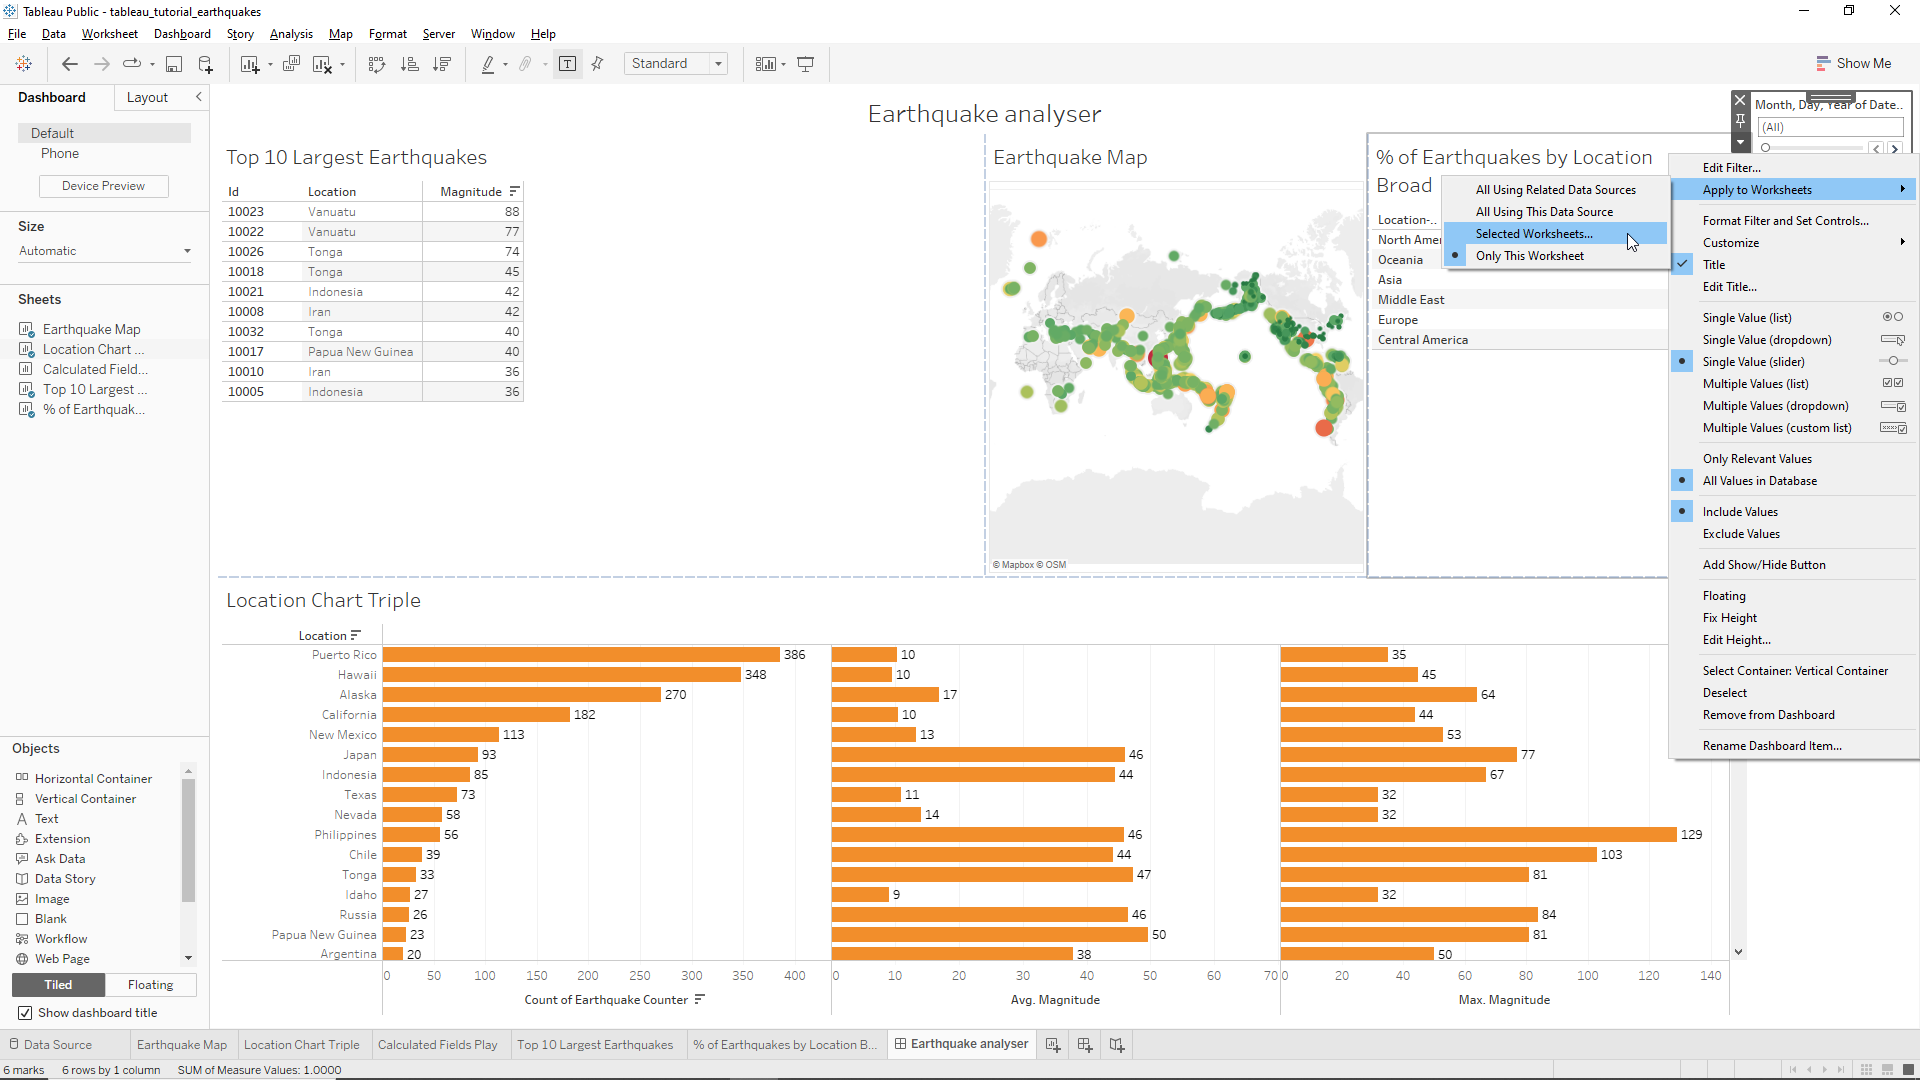 Tableau Public - tableau_tutorial_earthquakes
File Data Worksheet Dashboard Story Analysis Map Format Server Window Help
Standard
Show Me
Dashboard
Layout
Default
Phone
Device Preview
Size
Automatic
Sheets
Earthquake Map
Location Chart ...
Calculated Field...
Top 10 Largest ...
% of Earthquak...
Objects
Horizontal Container
Vertical Container
Text
Extension
Ask Data
Data Story
Image
Blank
Workflow
Web Page
Tiled
Floating
Show dashboard title
Earthquake analyser
Top 10 Largest Earthquakes
Id Location Magnitude
10023 Vanuatu 88
10022 Vanuatu 77
10026 Tonga 74
10018 Tonga 45
10021 Indonesia 42
10008 Iran 42
10032 Tonga 40
10017 Papua New Guinea 40
10010 Iran 36
10005 Indonesia 36
Earthquake Map
© Mapbox © OSM
% of Earthquakes by Location
Broad
Location-..
North Amer
Oceania
Asia
Middle East
Europe
Central America
Month, Day, Year of Date..
(All)
All Using Related Data Sources
All Using This Data Source
Selected Worksheets...
Only This Worksheet
Edit Filter...
Apply to Worksheets
Format Filter and Set Controls...
Customize
Title
Edit Title...
Single Value (list)
Single Value (dropdown)
Single Value (slider)
Multiple Values (list)
Multiple Values (dropdown)
Multiple Values (custom list)
Only Relevant Values
All Values in Database
Include Values
Exclude Values
Add Show/Hide Button
Floating
Fix Height
Edit Height...
Select Container: Vertical Container
Deselect
Remove from Dashboard
Rename Dashboard Item...
Location Chart Triple
Location
Puerto Rico 386 10 35
Hawaii 348 10 45
Alaska 270 17 64
California 182 10 44
New Mexico 113 13 53
Japan 93 46 77
Indonesia 85 44 67
Texas 73 11 32
Nevada 58 14 32
Philippines 56 46 129
Chile 39 44 103
Tonga 33 47 81
Idaho 27 9 32
Russia 26 46 84
Papua New Guinea 23 50 81
Argentina 20 38 50
0 50 100 150 200 250 300 350 400 0 10 20 30 40 50 60 70 0 20 40 60 80 100 120 140
Count of Earthquake Counter Avg. Magnitude Max. Magnitude
Data Source Earthquake Map Location Chart Triple Calculated Fields Play Top 10 Largest Earthquakes % of Earthquakes by Location B... Earthquake analyser
6 marks 6 rows by 1 column SUM of Measure Values: 1.0000